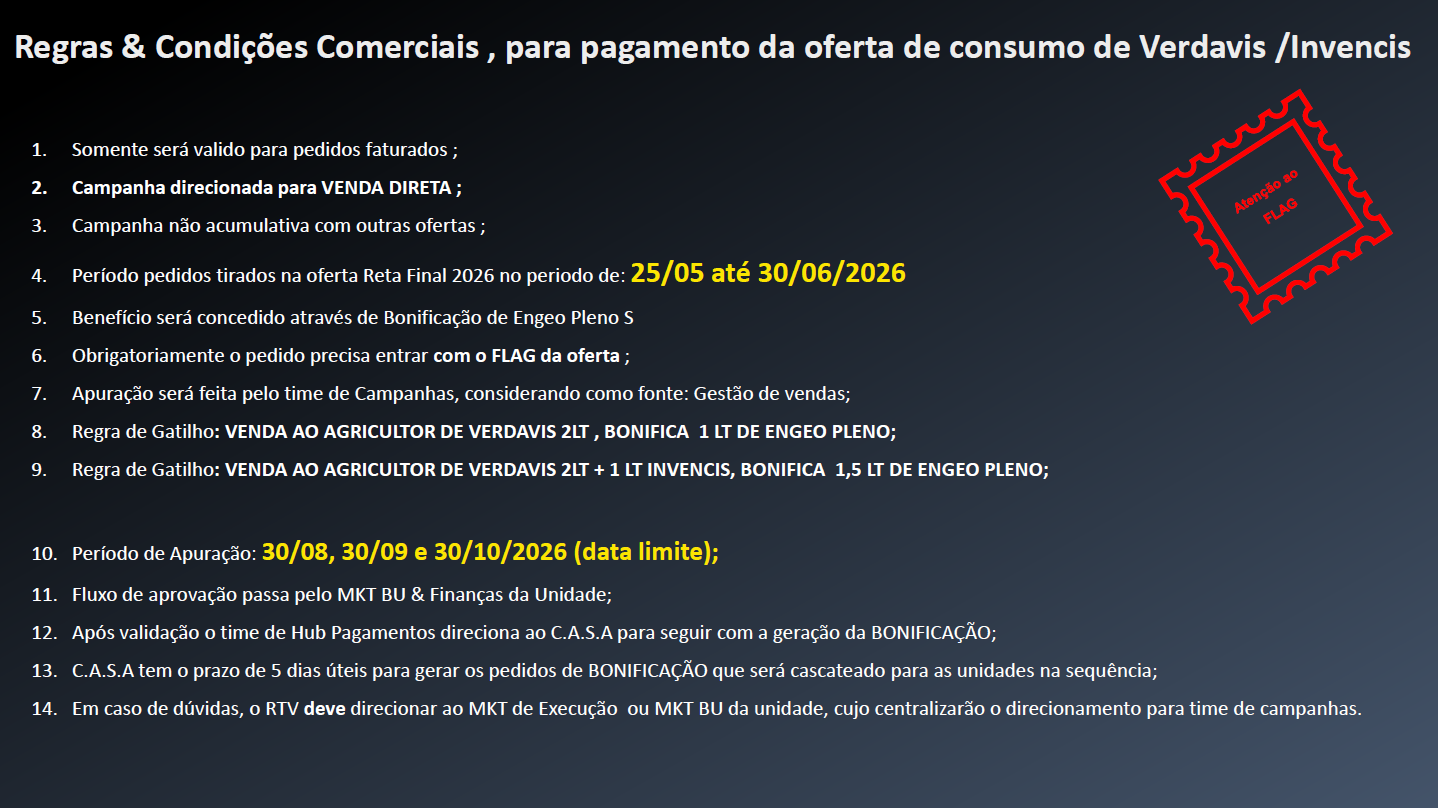 Regras & Condições Comerciais , para pagamento da oferta de consumo de Verdavis /Invencis
Atenção ao
FLAG
1. Somente será valido para pedidos faturados ;
2. Campanha direcionada para VENDA DIRETA ;
3. Campanha não acumulativa com outras ofertas ;
4. Período pedidos tirados na oferta Reta Final 2026 no periodo de: 25/05 até 30/06/2026
5. Benefício será concedido através de Bonificação de Engeo Pleno S
6. Obrigatoriamente o pedido precisa entrar com o FLAG da oferta ;
7. Apuração será feita pelo time de Campanhas, considerando como fonte: Gestão de vendas;
8. Regra de Gatilho: VENDA AO AGRICULTOR DE VERDAVIS 2LT , BONIFICA 1 LT DE ENGEO PLENO;
9. Regra de Gatilho: VENDA AO AGRICULTOR DE VERDAVIS 2LT + 1 LT INVENCIS, BONIFICA 1,5 LT DE ENGEO PLENO;
10. Período de Apuração: 30/08, 30/09 e 30/10/2026 (data limite);
11. Fluxo de aprovação passa pelo MKT BU & Finanças da Unidade;
12. Após validação o time de Hub Pagamentos direciona ao C.A.S.A para seguir com a geração da BONIFICAÇÃO;
13. C.A.S.A tem o prazo de 5 dias úteis para gerar os pedidos de BONIFICAÇÃO que será cascateado para as unidades na sequência;
14. Em caso de dúvidas, o RTV deve direcionar ao MKT de Execução ou MKT BU da unidade, cujo centralizarão o direcionamento para time de campanhas.